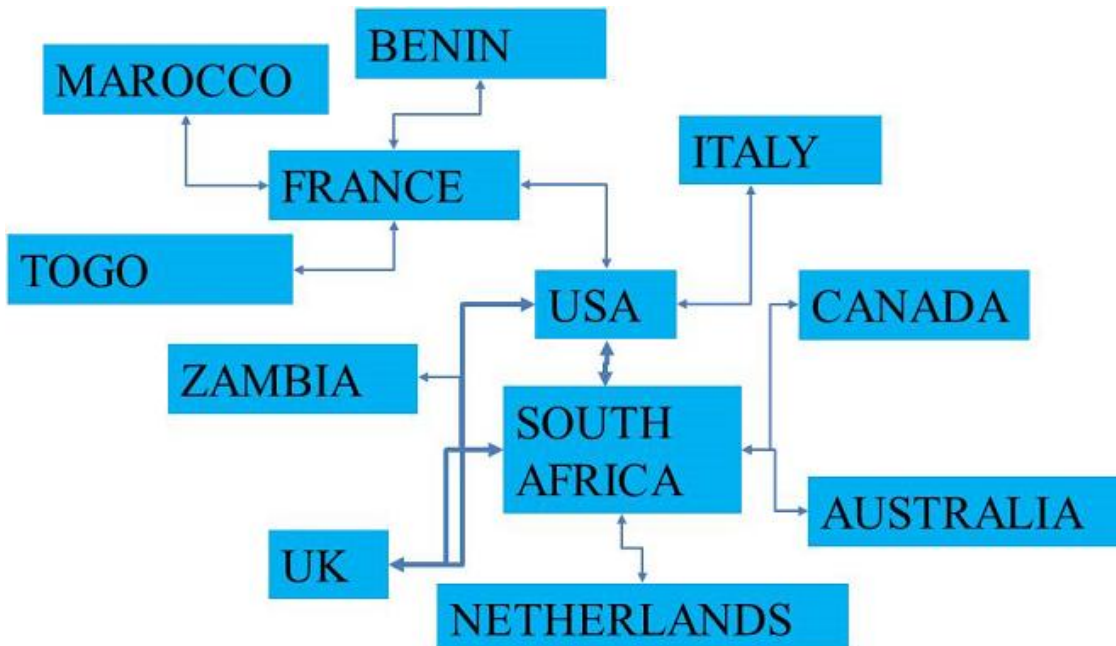 BENIN
MAROCCO
ITALY
FRANCE
TOGO
USA
CANADA
ZAMBIA
SOUTH
AFRICA
AUSTRALIA
UK
NETHERLANDS